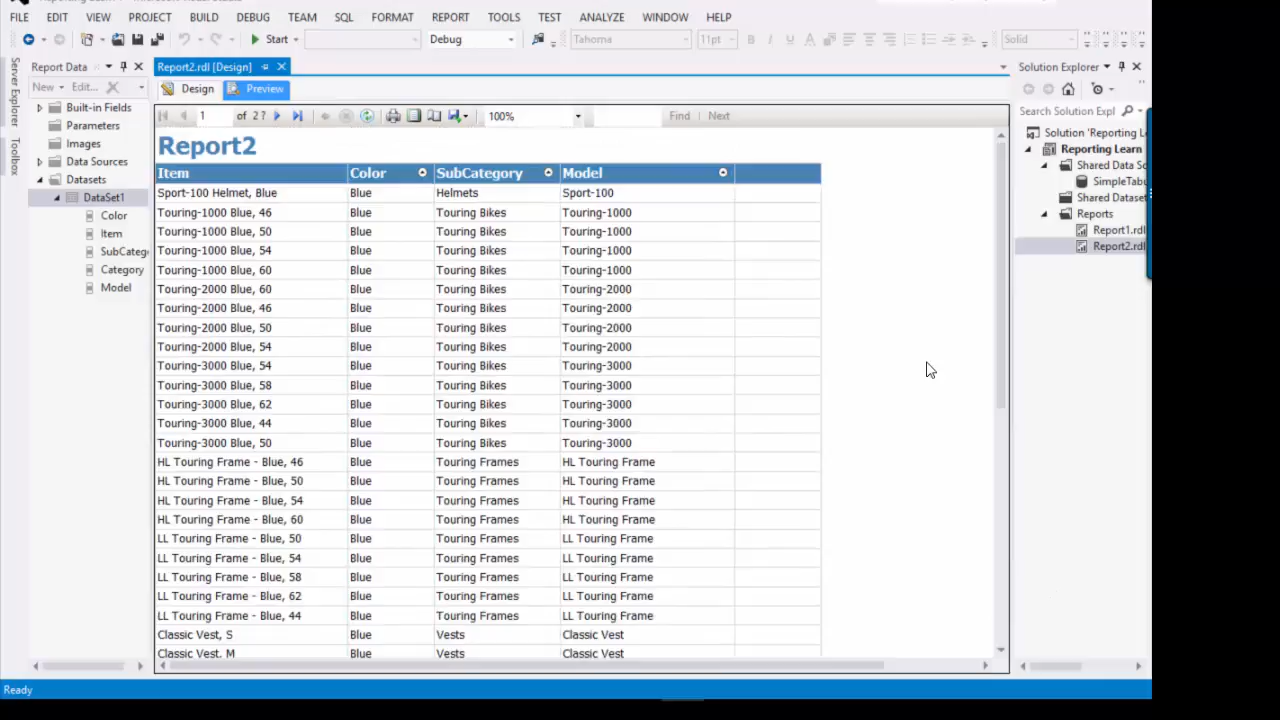 FILE EDIT VIEW PROJECT BUILD DEBUG TEAM SQL FORMAT REPORT TOOLS TEST ANALYZE WINDOW HELP
Start Debug Tahoma 11pt B I U A Solid
Server Explorer
Toolbox
Report Data
New Edit...
Built-in Fields
Parameters
Images
Data Sources
Datasets
DataSet1
Color
Item
SubCateg
Category
Model
Report2.rdl [Design]
Design Preview
1 of 2 ? 100% Find Next
Report2
Item Color SubCategory Model
Sport-100 Helmet, Blue Blue Helmets Sport-100
Touring-1000 Blue, 46 Blue Touring Bikes Touring-1000
Touring-1000 Blue, 50 Blue Touring Bikes Touring-1000
Touring-1000 Blue, 54 Blue Touring Bikes Touring-1000
Touring-1000 Blue, 60 Blue Touring Bikes Touring-1000
Touring-2000 Blue, 60 Blue Touring Bikes Touring-2000
Touring-2000 Blue, 46 Blue Touring Bikes Touring-2000
Touring-2000 Blue, 50 Blue Touring Bikes Touring-2000
Touring-2000 Blue, 54 Blue Touring Bikes Touring-2000
Touring-3000 Blue, 54 Blue Touring Bikes Touring-3000
Touring-3000 Blue, 58 Blue Touring Bikes Touring-3000
Touring-3000 Blue, 62 Blue Touring Bikes Touring-3000
Touring-3000 Blue, 44 Blue Touring Bikes Touring-3000
Touring-3000 Blue, 50 Blue Touring Bikes Touring-3000
HL Touring Frame - Blue, 46 Blue Touring Frames HL Touring Frame
HL Touring Frame - Blue, 50 Blue Touring Frames HL Touring Frame
HL Touring Frame - Blue, 54 Blue Touring Frames HL Touring Frame
HL Touring Frame - Blue, 60 Blue Touring Frames HL Touring Frame
LL Touring Frame - Blue, 50 Blue Touring Frames LL Touring Frame
LL Touring Frame - Blue, 54 Blue Touring Frames LL Touring Frame
LL Touring Frame - Blue, 58 Blue Touring Frames LL Touring Frame
LL Touring Frame - Blue, 62 Blue Touring Frames LL Touring Frame
LL Touring Frame - Blue, 44 Blue Touring Frames LL Touring Frame
Classic Vest, S Blue Vests Classic Vest
Classic Vest, M Blue Vests Classic Vest
Solution Explorer
Search Solution Expl
Solution 'Reporting Le
Reporting Learn
Shared Data So
SimpleTabu
Shared Dataset
Reports
Report1.rdl
Report2.rdl
Ready